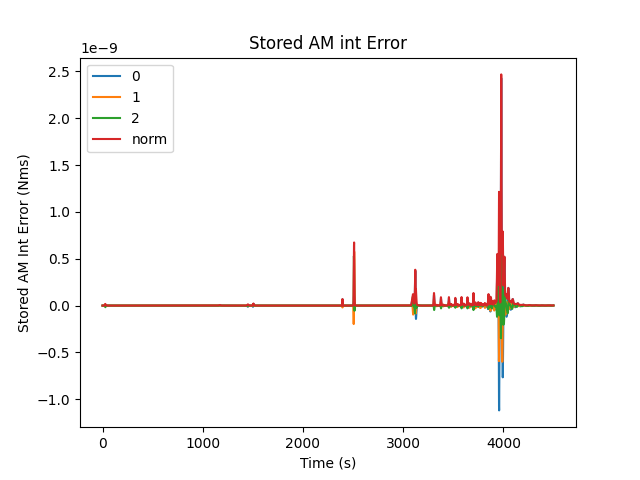 Stored AM int Error
1e−9
2.5
2.0
1.5
1.0
0.5
0.0
−0.5
−1.0
Stored AM Int Error (Nms)
0
1
2
norm
0 1000 2000 3000 4000
Time (s)